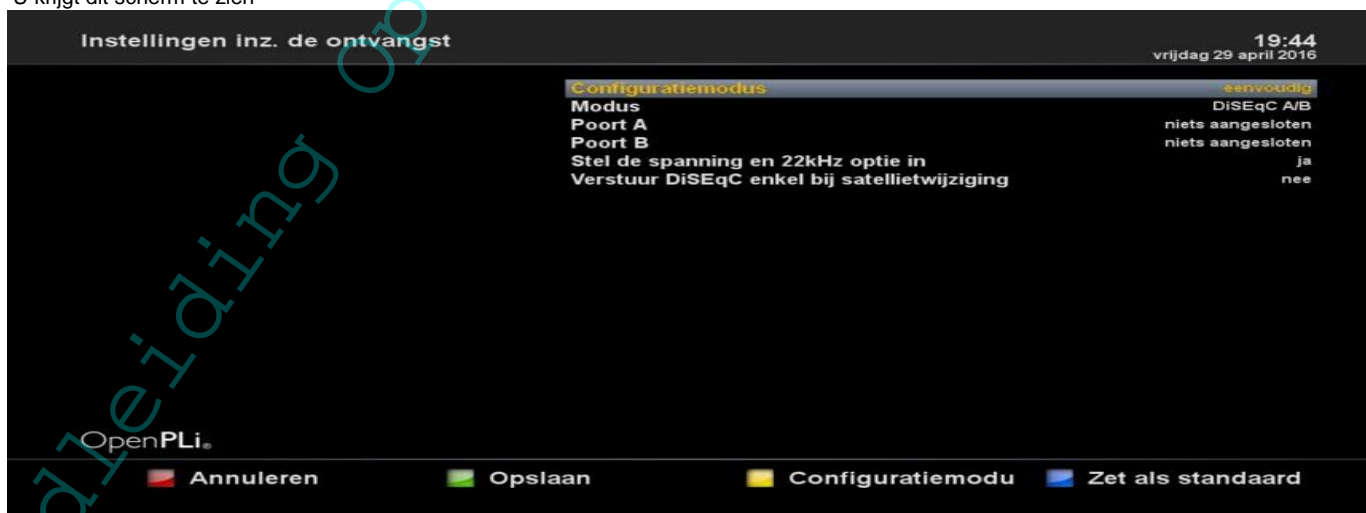 U krijgt dit scherm te zien
Instellingen inz. de ontvangst
19:44
vrijdag 29 april 2016
Configuratiemodus eenvoudig
Modus DiSEqC A/B
Poort A niets aangesloten
Poort B niets aangesloten
Stel de spanning en 22kHz optie in ja
Verstuur DiSEqC enkel bij satellietwijziging nee
OpenPLi®
Annuleren Opslaan Configuratiemodu Zet als standaard
dleiding op